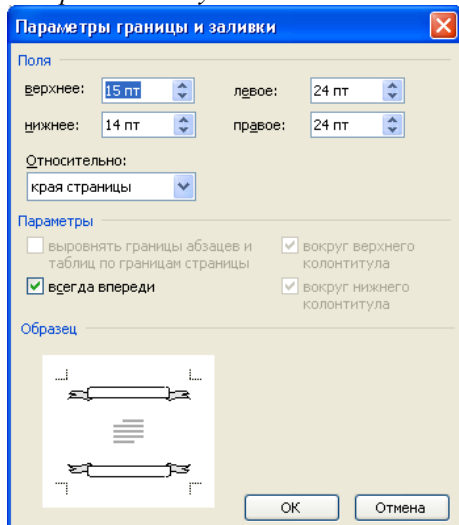 Параметры границы и заливки
Поля
верхнее: 15 пт левое: 24 пт
нижнее: 14 пт правое: 24 пт
Относительно:
края страницы
Параметры
выровнять границы абзацев и таблиц по границам страницы
вокруг верхнего колонтитула
всегда впереди
вокруг нижнего колонтитула
Образец
ОК Отмена